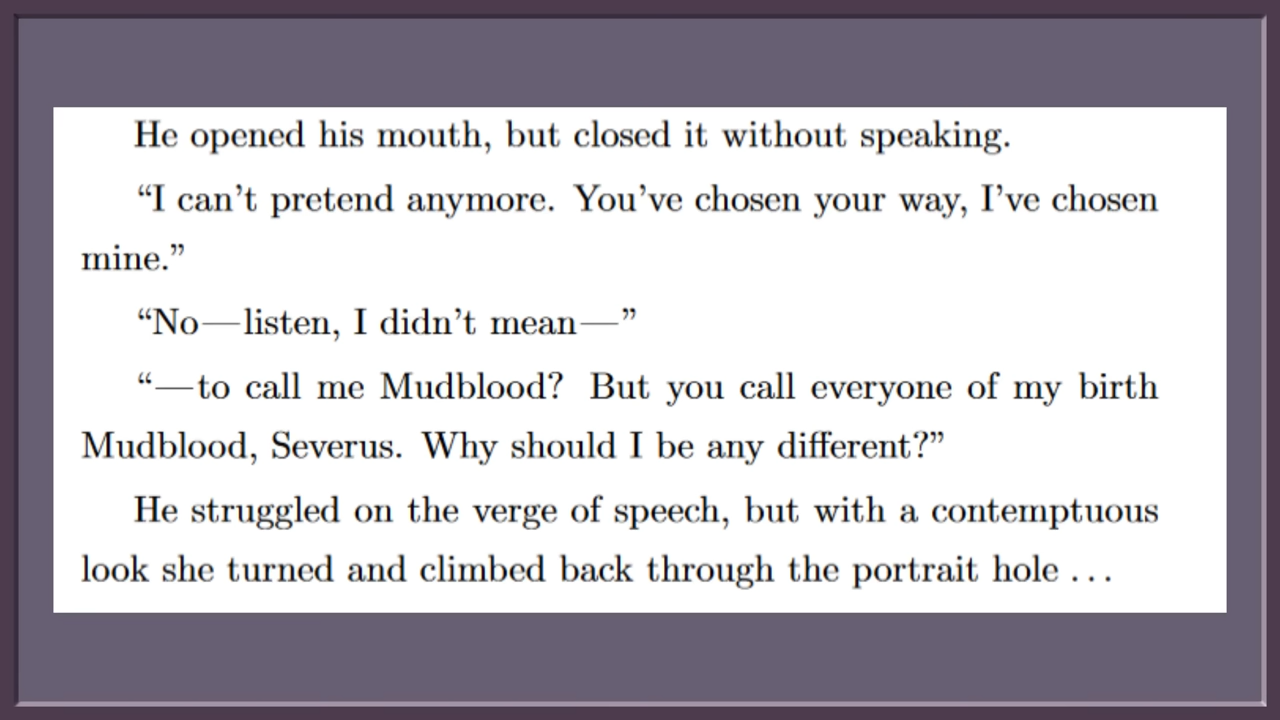 He opened his mouth, but closed it without speaking.
“I can’t pretend anymore. You’ve chosen your way, I’ve chosen
mine.”
“No—listen, I didn’t mean—”
“—to call me Mudblood? But you call everyone of my birth
Mudblood, Severus. Why should I be any different?”
He struggled on the verge of speech, but with a contemptuous
look she turned and climbed back through the portrait hole . . .